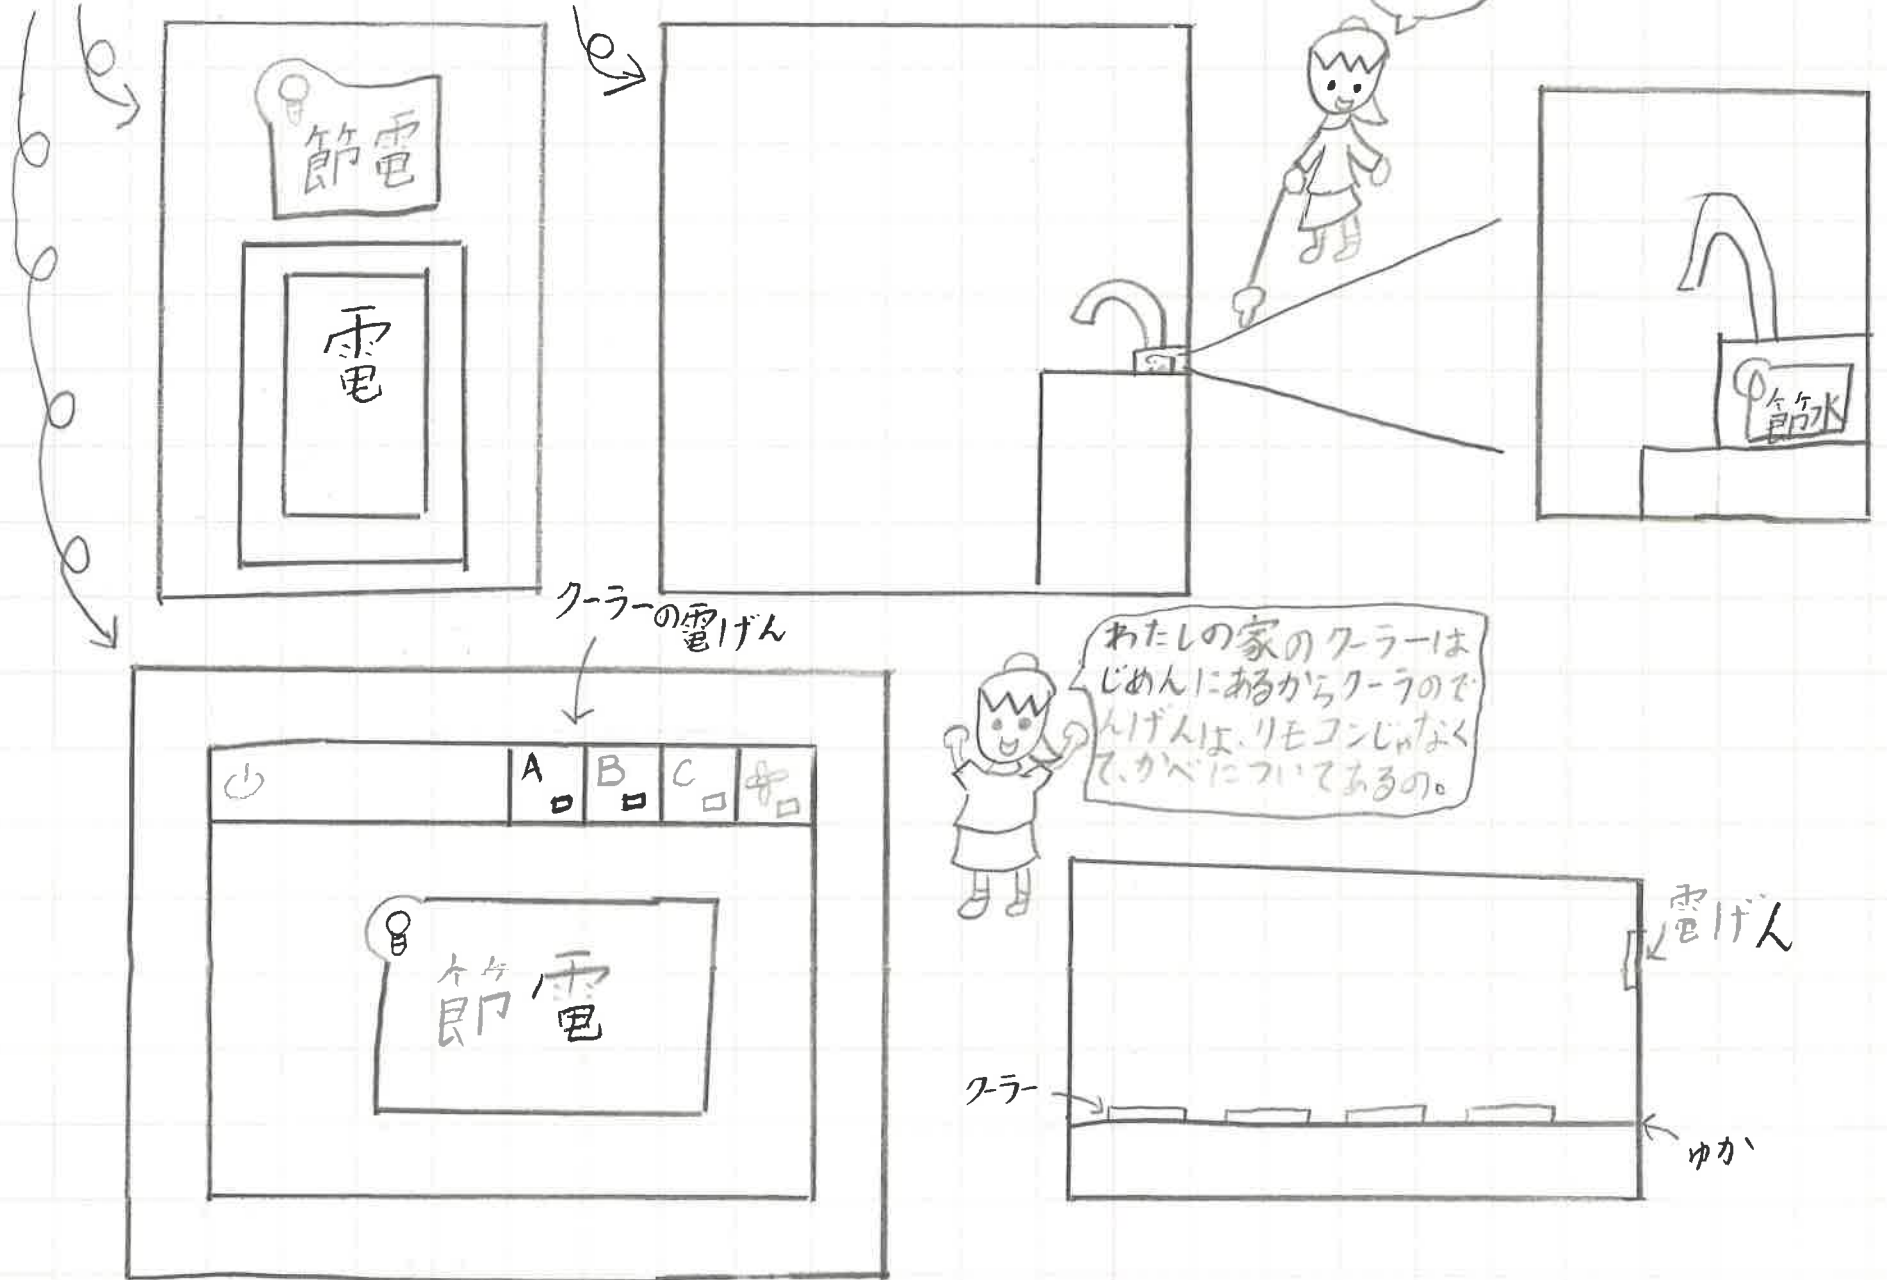 節電
電
節水
クーラーの電げん
わたしの家のクーラーは
じめんにあるからクーラので
んげんは、リモコンじゃなく
て、かべについてあるの。
A
B
C
節電
電げん
クーラー
ゆか